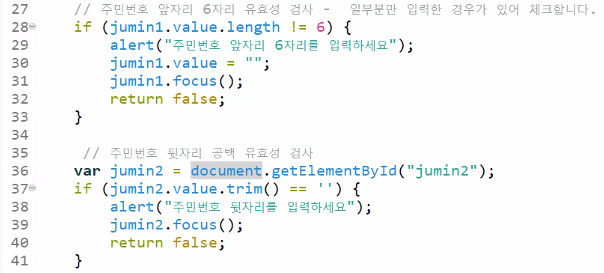 27 // 주민번호 앞자리 6자리 유효성 검사 - 일부분만 입력한 경우가 있어 체크합니다.
28 if (jumin1.value.length != 6) {
29 alert("주민번호 앞자리 6자리를 입력하세요");
30 jumin1.value = "";
31 jumin1.focus();
32 return false;
33 }
34
35 // 주민번호 뒷자리 공백 유효성 검사
36 var jumin2 = document.getElementById("jumin2");
37 if (jumin2.value.trim() == '') {
38 alert("주민번호 뒷자리를 입력하세요");
39 jumin2.focus();
40 return false;
41 }